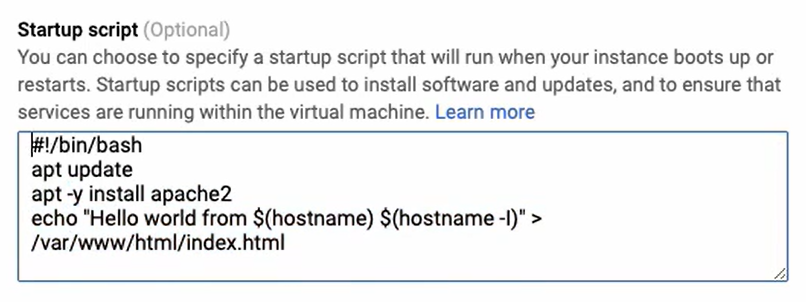 Startup script (Optional)
You can choose to specify a startup script that will run when your instance boots up or
restarts. Startup scripts can be used to install software and updates, and to ensure that
services are running within the virtual machine. Learn more
#!/bin/bash
apt update
apt -y install apache2
echo "Hello world from $(hostname) $(hostname -I)" >
/var/www/html/index.html